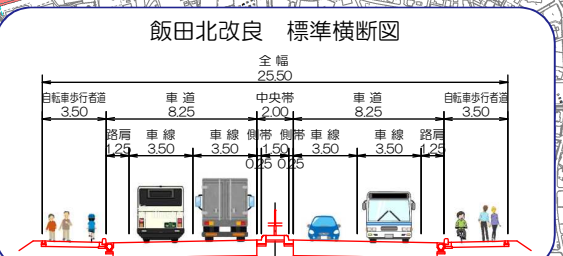 飯田北改良 標準横断図
全幅
25.50
自転車歩行者道 車道 中央帯 車道 自転車歩行者道
3.50 8.25 2.00 8.25 3.50
路肩 車線 車線 側帯 側帯 車線 車線 路肩
1.25 3.50 3.50 1.50 3.50 3.50 1.25
0.25 0.25